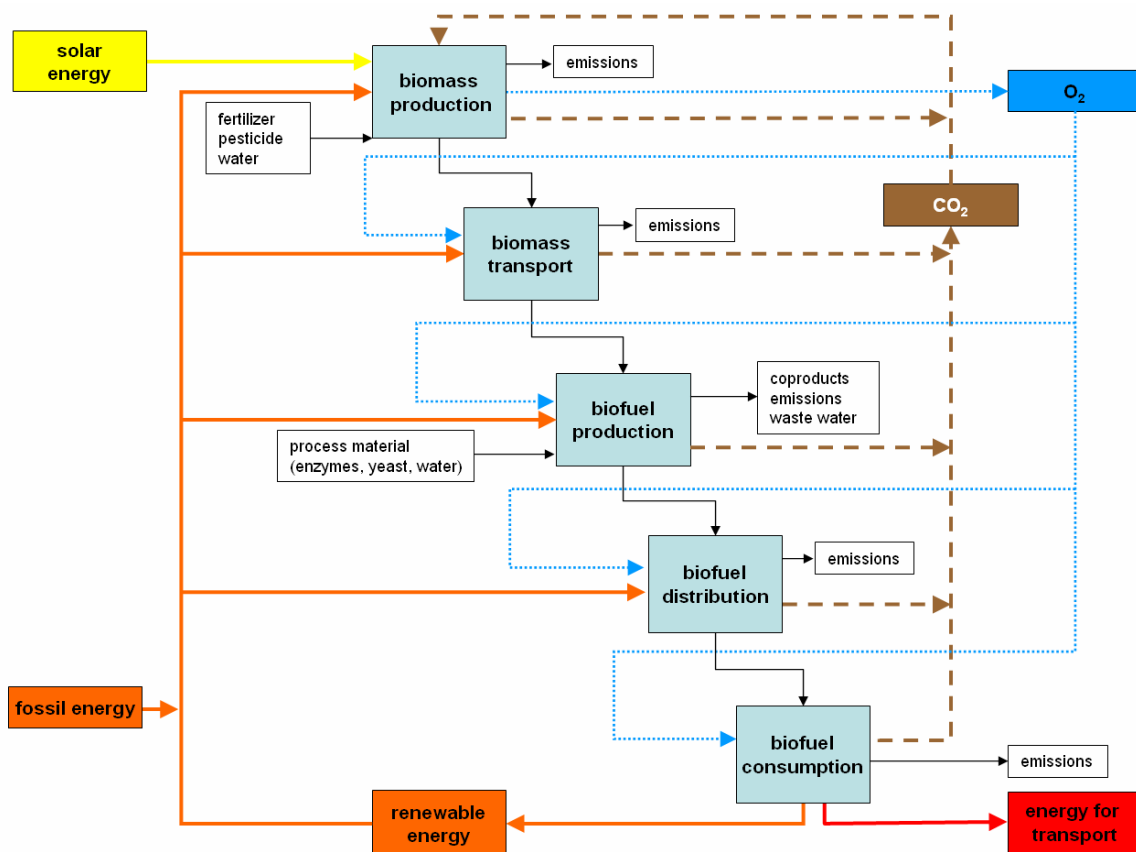 solar
energy
biomass
production
emissions
O₂
fertilizer
pesticide
water
CO₂
biomass
transport
emissions
biofuel
production
coproducts
emissions
waste water
process material
(enzymes, yeast, water)
biofuel
distribution
emissions
fossil energy
biofuel
consumption
emissions
renewable
energy
energy for
transport